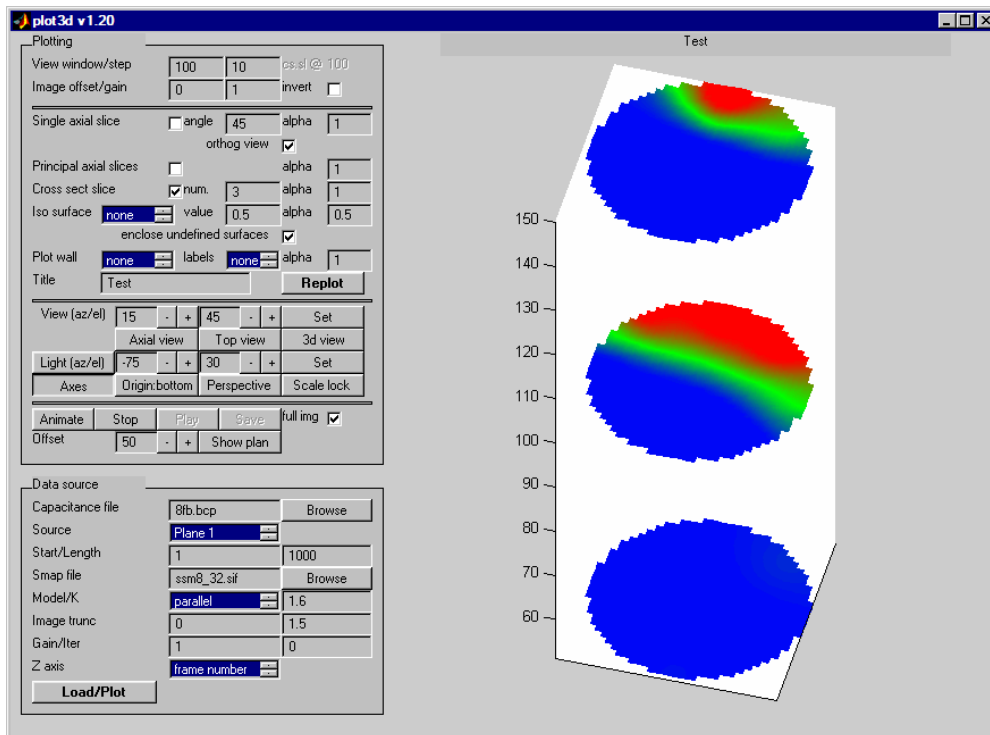 plot3d v1.20
Plotting
View window/step 100 10 cs.sl @ 100
Image offset/gain 0 1 invert
Single axial slice angle 45 alpha 1
orthog view
Principal axial slices alpha 1
Cross sect slice num. 3 alpha 1
Iso surface none value 0.5 alpha 0.5
enclose undefined surfaces
Plot wall none labels none alpha 1
Title Test Replot
View (az/el) 15 - + 45 - + Set
Axial view Top view 3d view
Light (az/el) -75 - + 30 - + Set
Axes Origin:bottom Perspective Scale lock
Animate Stop Play Save full img
Offset 50 - + Show plan
Data source
Capacitance file 8fb.bcp Browse
Source Plane 1
Start/Length 1 1000
Smap file ssm8_32.sif Browse
Model/K parallel 1.6
Image trunc 0 1.5
Gain/Iter 1 0
Z axis frame number
Load/Plot
Test
150
140
130
120
110
100
90
80
70
60